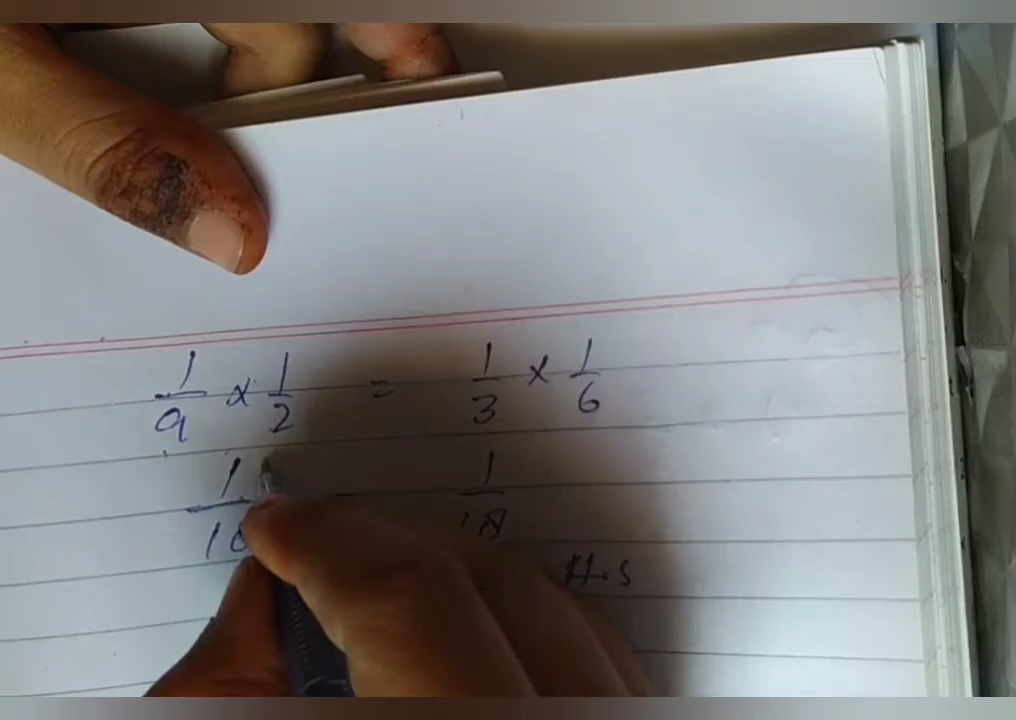 1/9 × 1/2 = 1/3 × 1/6
1/18 1/18
H.S